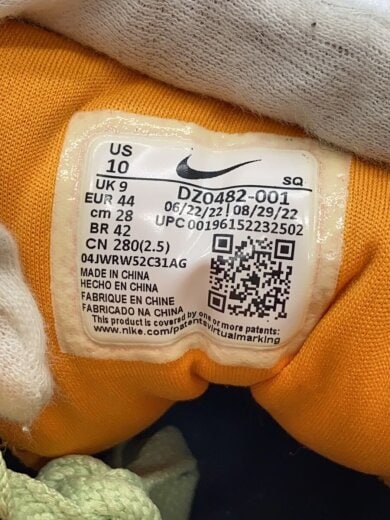 US
10
SQ
UK 9
DZ0482-001
EUR 44
06/22/22 | 08/29/22
cm 28
UPC 00196152232502
BR 42
CN 280(2.5)
04JWRW52C31AG
MADE IN CHINA
HECHO EN CHINA
FABRIQUE EN CHINE
FABRICADO NA CHINA
This product is covered by one or more patents:
www.nike.com/patentsvirtualmarking